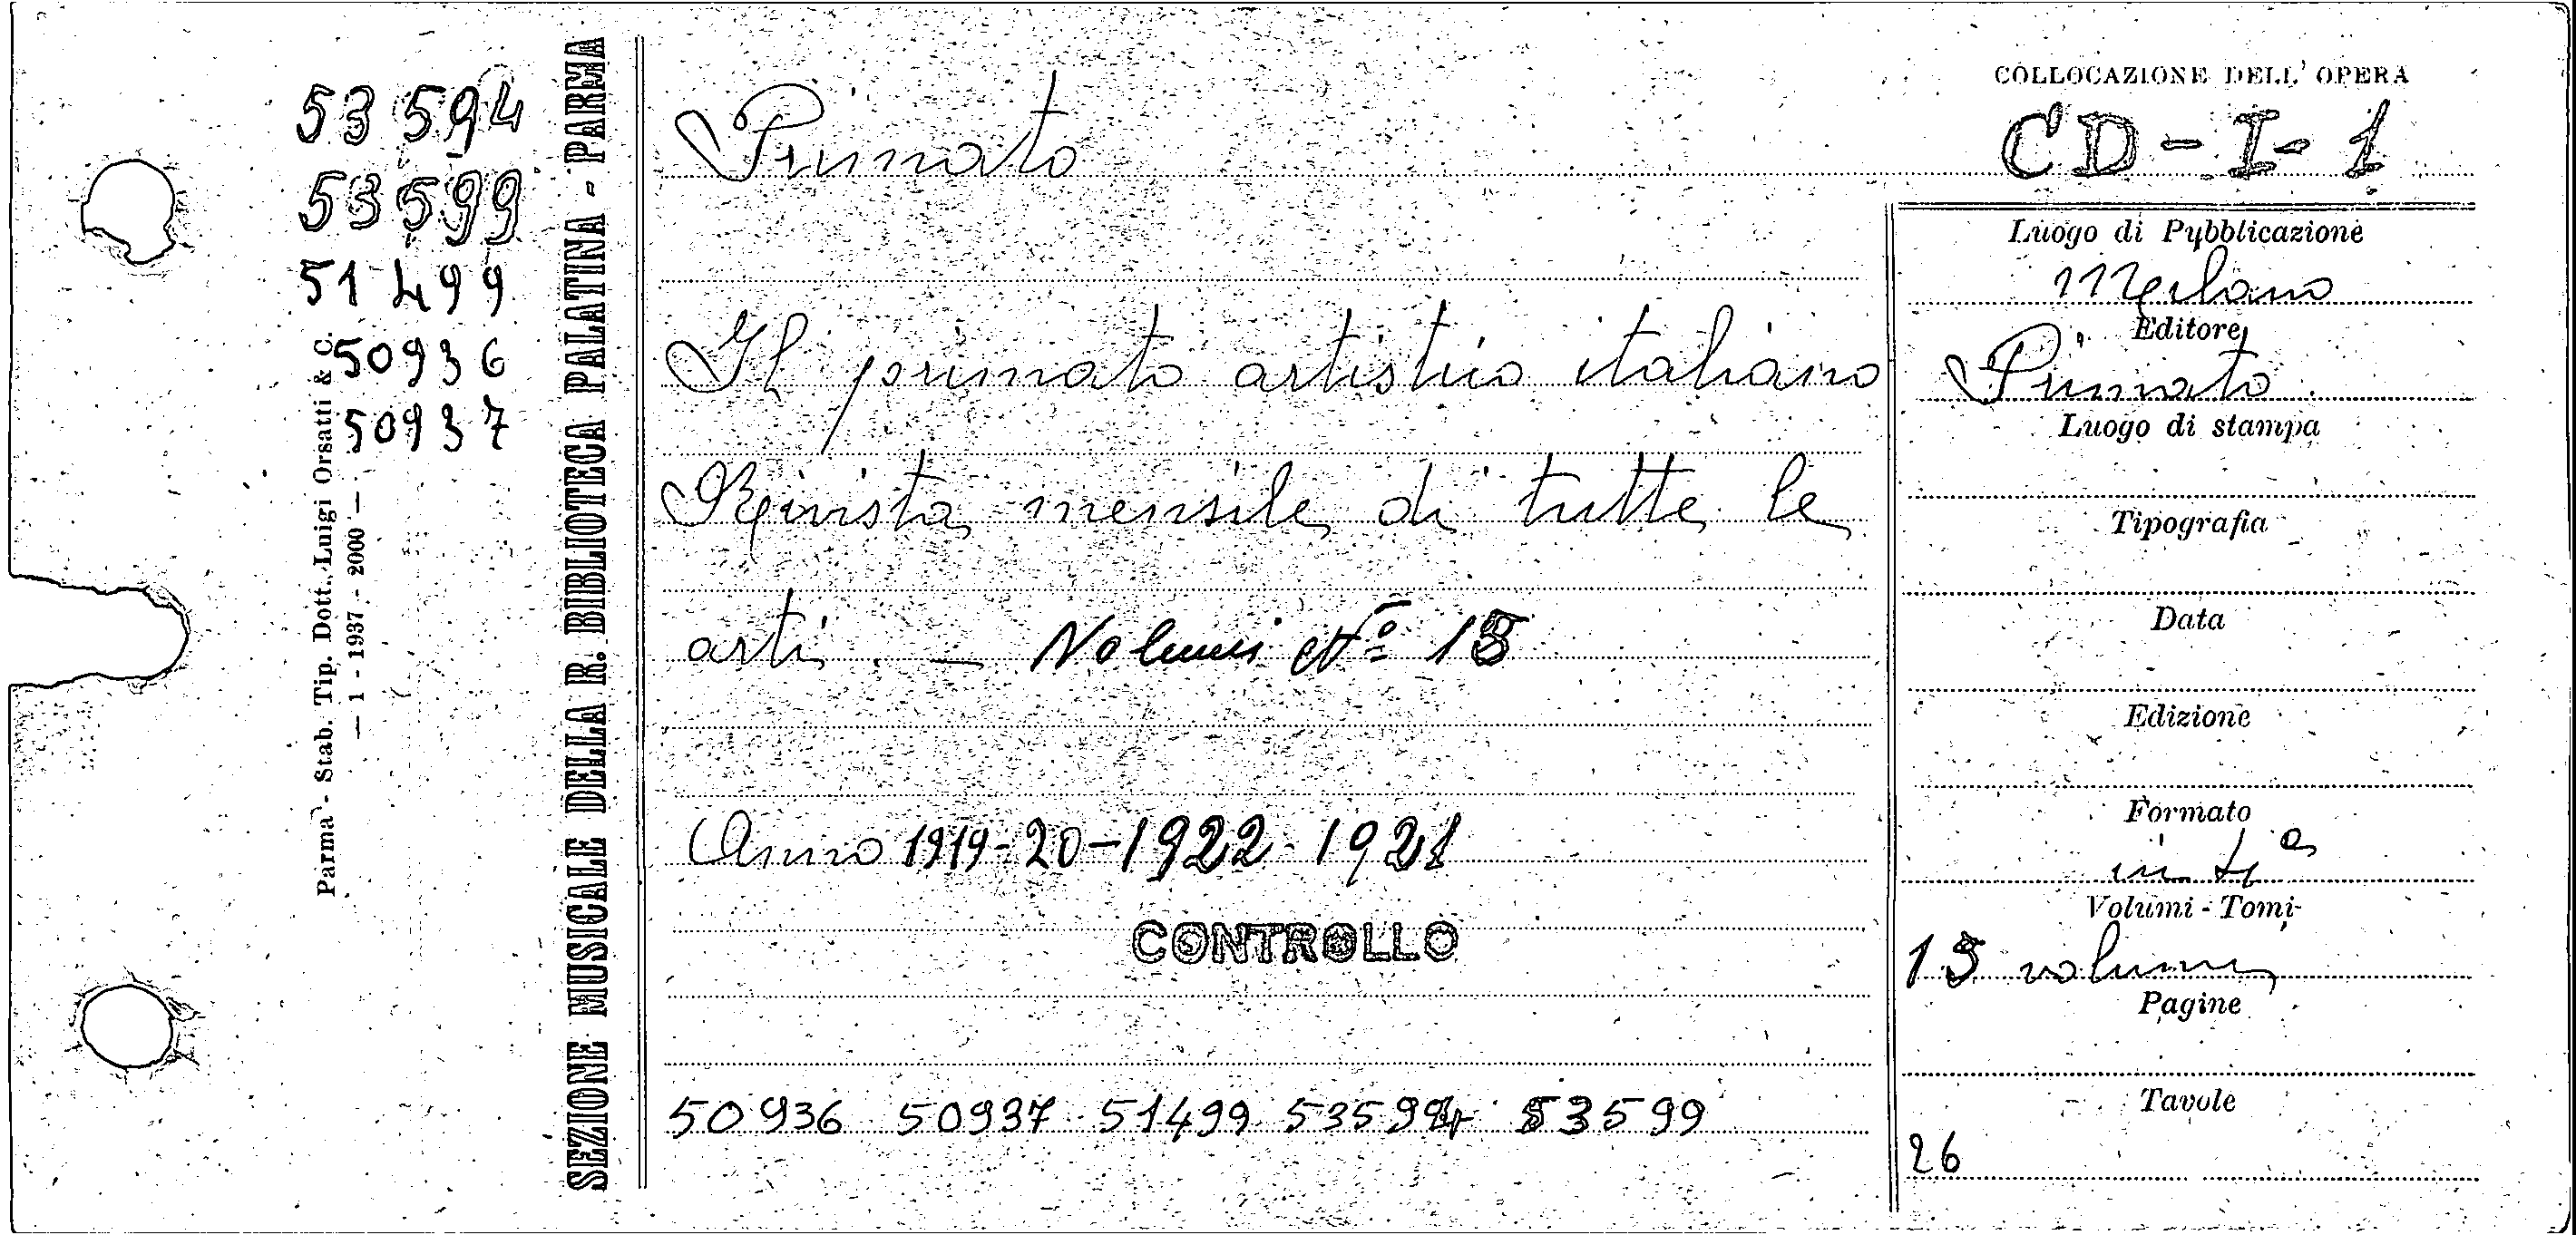 53594
53599
51499
50936
50937
Parma - Stab. Tip. Dott. Luigi Orsatti & C.
— 1 - 1937 - 2000 —
SEZIONE MUSICALE DELLA R. BIBLIOTECA PALATINA - PARMA
Primato
Il primato artistico italiano
Rivista mensile di tutte le
arti. — Volumi N.º
Anno 1919-20-1922-1921
CONTROLLO
50936 50937 51499 53594 53599
COLLOCAZIONE DELL' OPERA
CD-I-1
Luogo di Pubblicazione
Milano
Editore
Primato
Luogo di stampa
Tipografia
Data
Edizione
Formato
in 4º
Volumi - Tomi
volumi
Pagine
Tavole
26